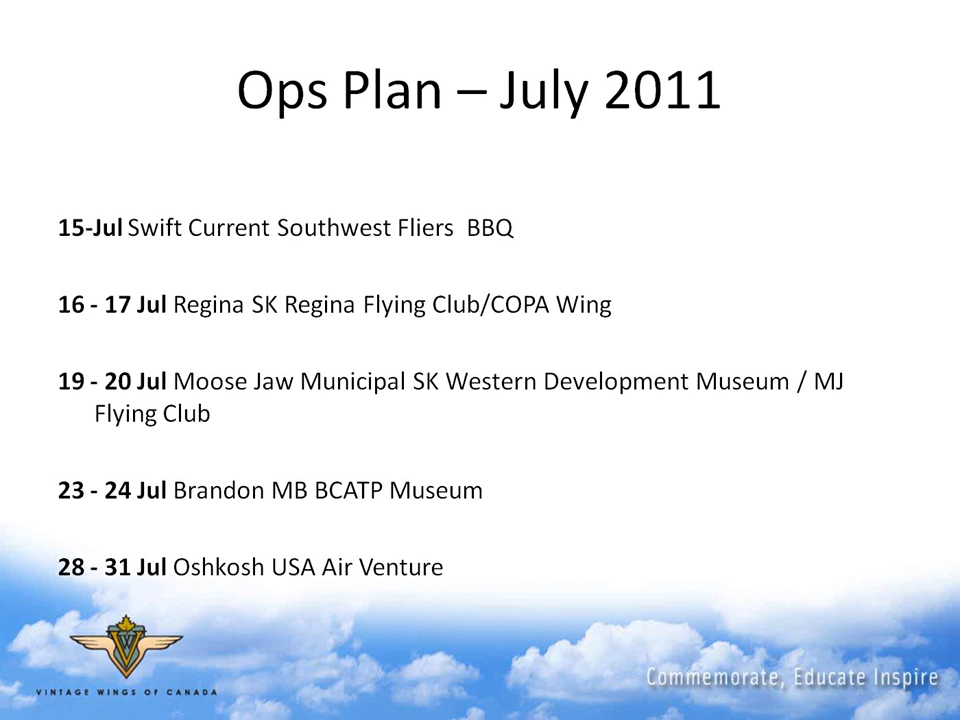 Ops Plan – July 2011
15-Jul Swift Current Southwest Fliers  BBQ
16 - 17 Jul Regina SK Regina Flying Club/COPA Wing
19 - 20 Jul Moose Jaw Municipal SK Western Development Museum / MJ
Flying Club
23 - 24 Jul Brandon MB BCATP Museum
28 - 31 Jul Oshkosh USA Air Venture
VW
VINTAGE WINGS OF CANADA
Commemorate, Educate Inspire